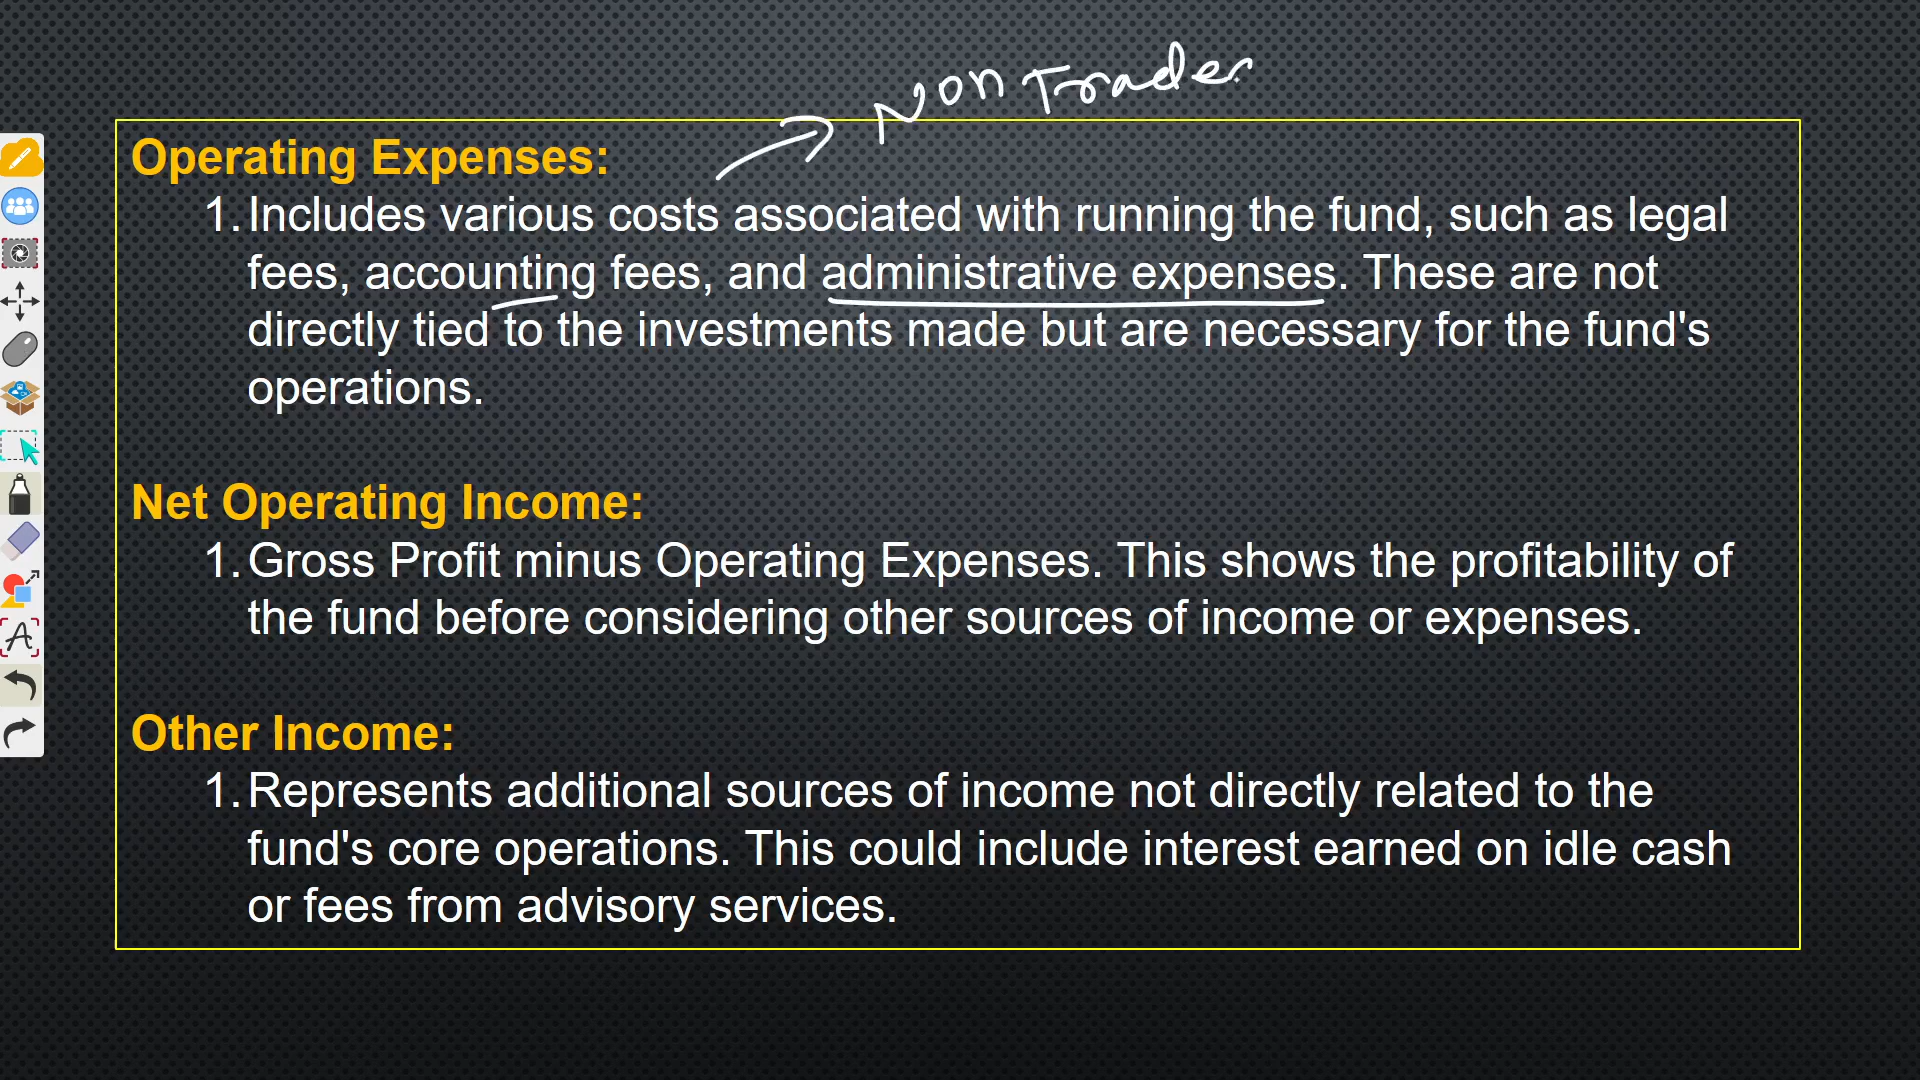 Non Trader
Operating Expenses:
1. Includes various costs associated with running the fund, such as legal
fees, accounting fees, and administrative expenses. These are not
directly tied to the investments made but are necessary for the fund's
operations.
Net Operating Income:
1. Gross Profit minus Operating Expenses. This shows the profitability of
the fund before considering other sources of income or expenses.
Other Income:
1. Represents additional sources of income not directly related to the
fund's core operations. This could include interest earned on idle cash
or fees from advisory services.